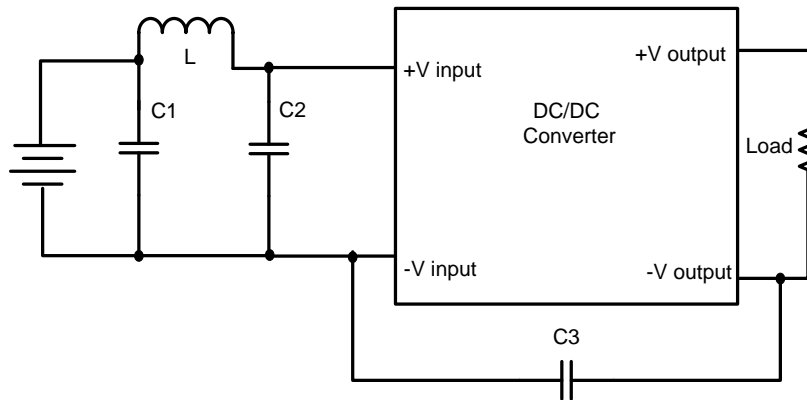 L
C1
C2
+V input
+V output
DC/DC
Converter
Load
-V input
-V output
C3